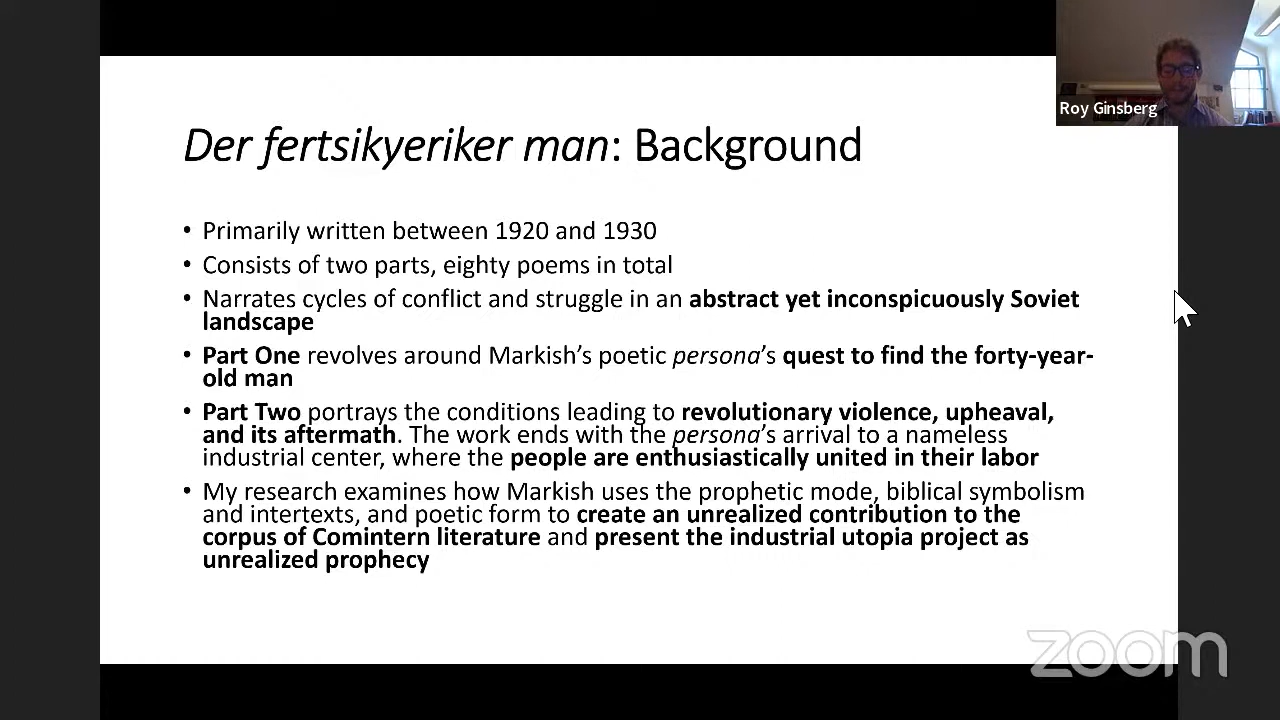 Roy Ginsberg
Der fertsikyeriker man: Background
• Primarily written between 1920 and 1930
• Consists of two parts, eighty poems in total
• Narrates cycles of conflict and struggle in an abstract yet inconspicuously Soviet
landscape
• Part One revolves around Markish’s poetic persona’s quest to find the forty-year-
old man
• Part Two portrays the conditions leading to revolutionary violence, upheaval,
and its aftermath. The work ends with the persona’s arrival to a nameless
industrial center, where the people are enthusiastically united in their labor
• My research examines how Markish uses the prophetic mode, biblical symbolism
and intertexts, and poetic form to create an unrealized contribution to the
corpus of Comintern literature and present the industrial utopia project as
unrealized prophecy
zoom